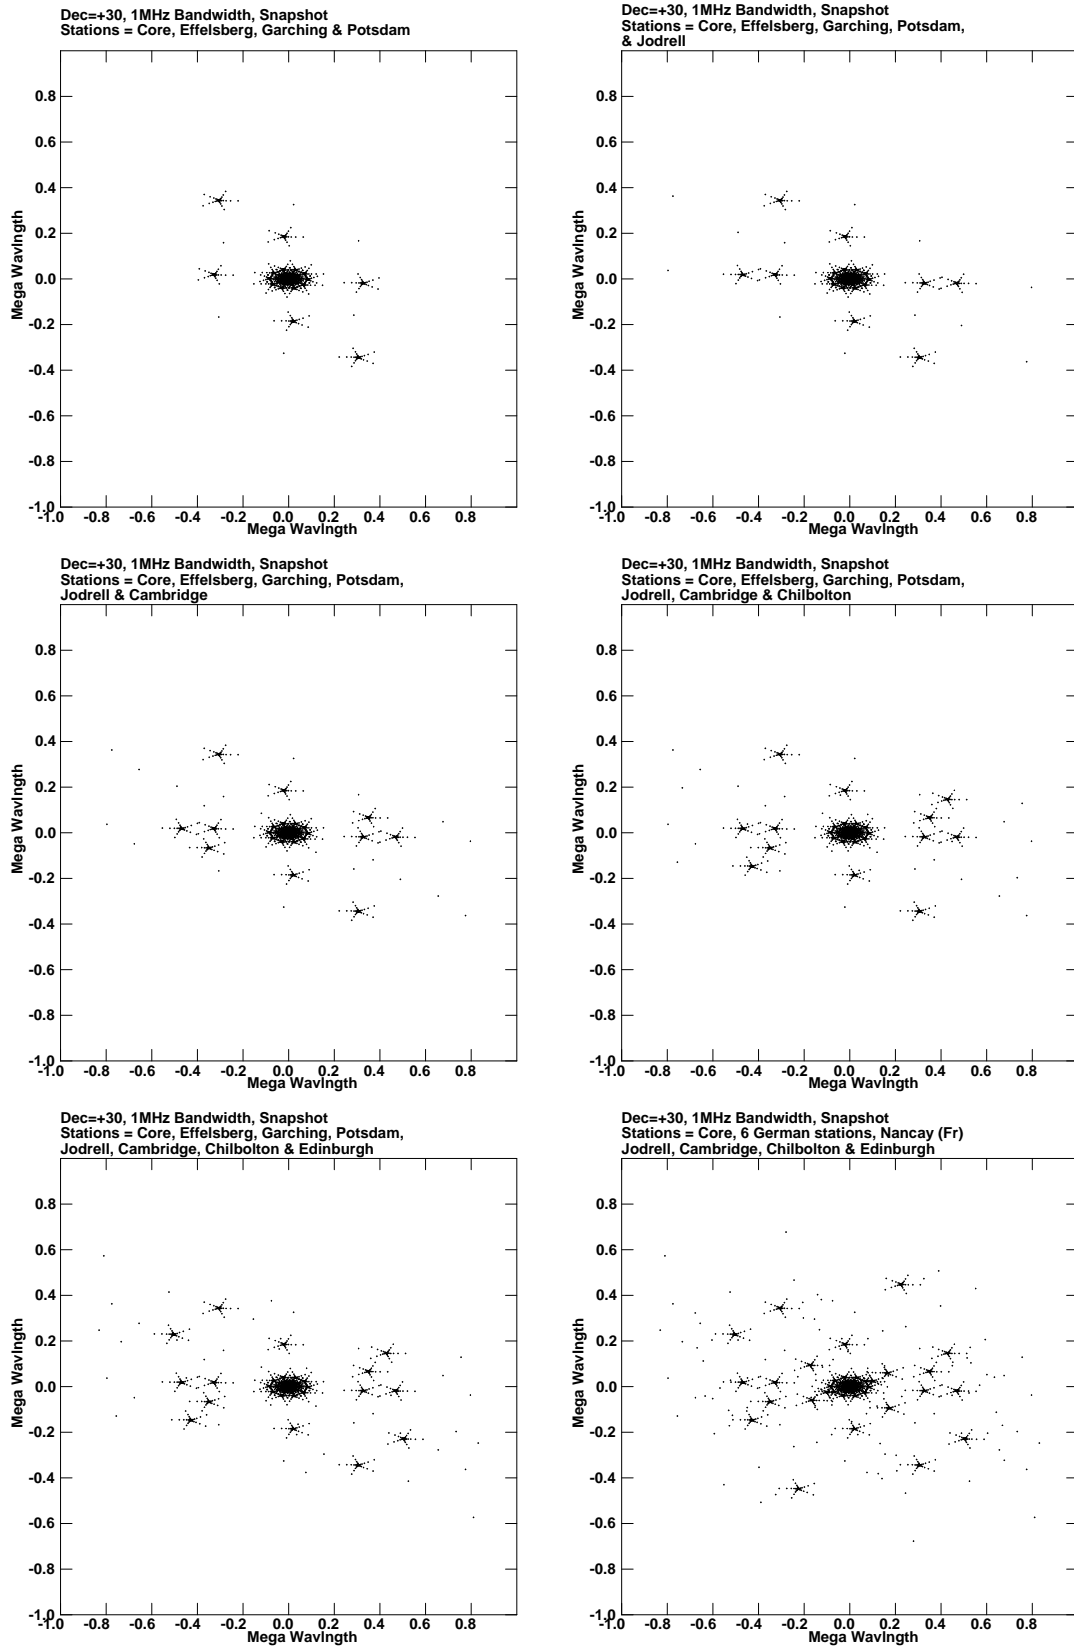 Dec=+30, 1MHz Bandwidth, Snapshot
Stations = Core, Effelsberg, Garching & Potsdam
0.8
0.6
0.4
0.2
0.0
-0.2
-0.4
-0.6
-0.8
-1.0
Mega Wavlngth
-1.0 -0.8 -0.6 -0.4 -0.2 0.0 0.2 0.4 0.6 0.8
Mega Wavlngth
Dec=+30, 1MHz Bandwidth, Snapshot
Stations = Core, Effelsberg, Garching, Potsdam,
& Jodrell
0.8
0.6
0.4
0.2
0.0
-0.2
-0.4
-0.6
-0.8
-1.0
Mega Wavlngth
-1.0 -0.8 -0.6 -0.4 -0.2 0.0 0.2 0.4 0.6 0.8
Mega Wavlngth
Dec=+30, 1MHz Bandwidth, Snapshot
Stations = Core, Effelsberg, Garching, Potsdam,
Jodrell & Cambridge
0.8
0.6
0.4
0.2
0.0
-0.2
-0.4
-0.6
-0.8
-1.0
Mega Wavlngth
-1.0 -0.8 -0.6 -0.4 -0.2 0.0 0.2 0.4 0.6 0.8
Mega Wavlngth
Dec=+30, 1MHz Bandwidth, Snapshot
Stations = Core, Effelsberg, Garching, Potsdam,
Jodrell, Cambridge & Chilbolton
0.8
0.6
0.4
0.2
0.0
-0.2
-0.4
-0.6
-0.8
-1.0
Mega Wavlngth
-1.0 -0.8 -0.6 -0.4 -0.2 0.0 0.2 0.4 0.6 0.8
Mega Wavlngth
Dec=+30, 1MHz Bandwidth, Snapshot
Stations = Core, Effelsberg, Garching, Potsdam,
Jodrell, Cambridge, Chilbolton & Edinburgh
0.8
0.6
0.4
0.2
0.0
-0.2
-0.4
-0.6
-0.8
-1.0
Mega Wavlngth
-1.0 -0.8 -0.6 -0.4 -0.2 0.0 0.2 0.4 0.6 0.8
Mega Wavlngth
Dec=+30, 1MHz Bandwidth, Snapshot
Stations = Core, 6 German stations, Nancay (Fr)
Jodrell, Cambridge, Chilbolton & Edinburgh
0.8
0.6
0.4
0.2
0.0
-0.2
-0.4
-0.6
-0.8
-1.0
Mega Wavlngth
-1.0 -0.8 -0.6 -0.4 -0.2 0.0 0.2 0.4 0.6 0.8
Mega Wavlngth